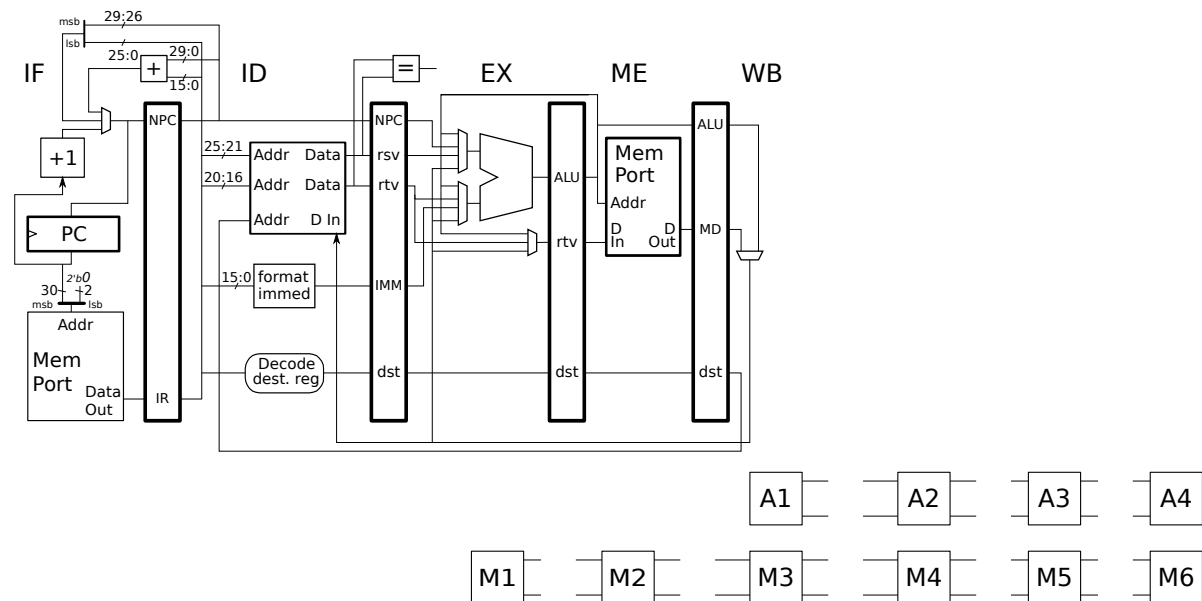 IF
ID
EX
ME
WB
msb
lsb
29:26
25:0
29:0
15:0
+
=
+1
PC
30
2'b0
2
msb
lsb
Addr
Mem
Port
Data
Out
NPC
IR
25:21
20:16
15:0
Addr
Data
Addr
Data
Addr
D In
format
immed
Decode
dest. reg
NPC
rsv
rtv
IMM
dst
ALU
rtv
dst
Mem
Port
Addr
D
In
D
Out
ALU
MD
dst
A1
A2
A3
A4
M1
M2
M3
M4
M5
M6